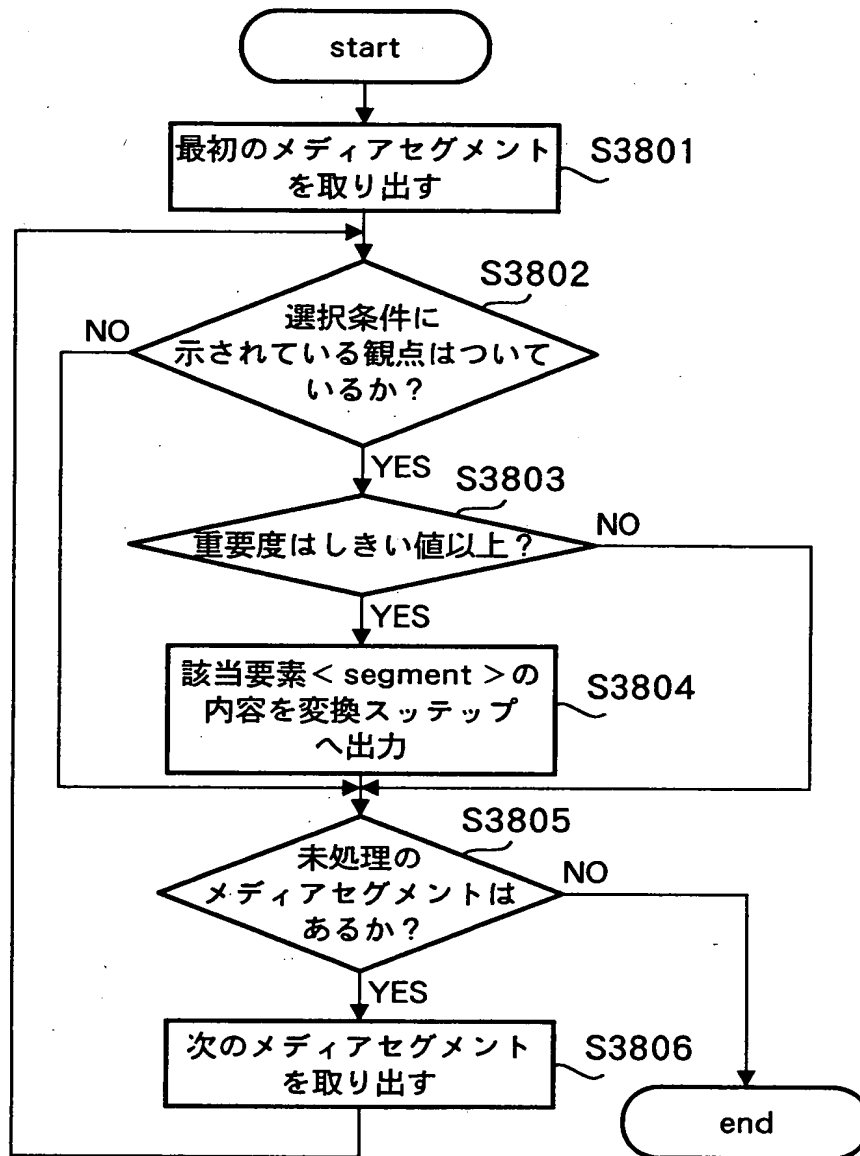 start
最初のメディアセグメント
を取り出す
S3801
S3802
選択条件に
示されている観点はついて
いるか？
NO
YES
S3803
重要度はしきい値以上？
NO
YES
該当要素＜segment＞の
内容を変換スッテップ
へ出力
S3804
S3805
未処理の
メディアセグメントは
あるか？
NO
YES
次のメディアセグメント
を取り出す
S3806
end